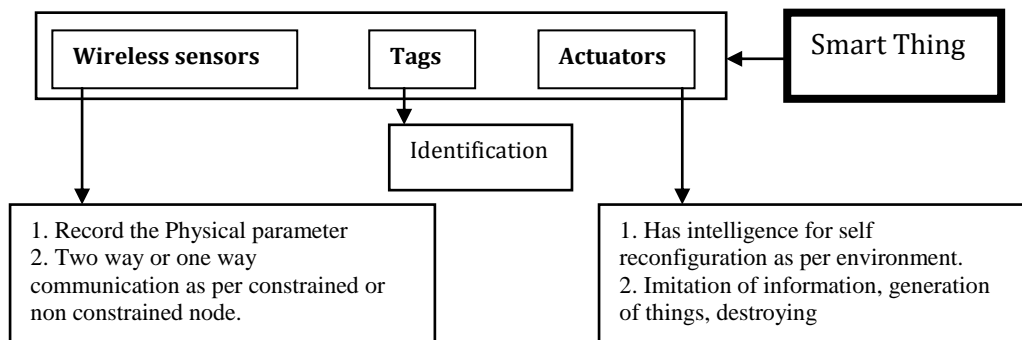 Wireless sensors
Tags
Actuators
Smart Thing
Identification
1. Record the Physical parameter
2. Two way or one way
communication as per constrained or
non constrained node.
1. Has intelligence for self
reconfiguration as per environment.
2. Imitation of information, generation
of things, destroying